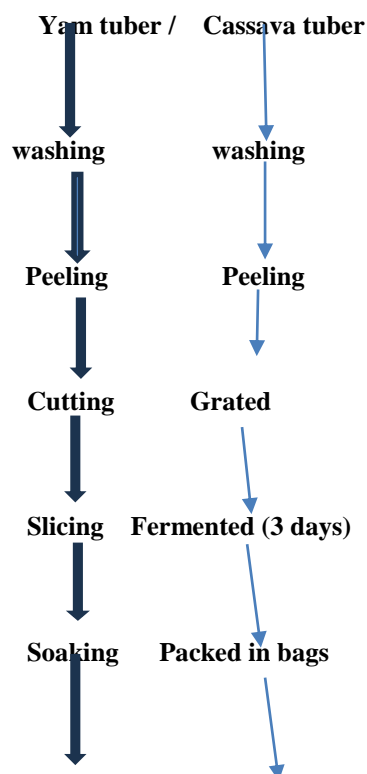 Yam tuber / Cassava tuber
washing washing
Peeling Peeling
Cutting Grated
Slicing Fermented (3 days)
Soaking Packed in bags